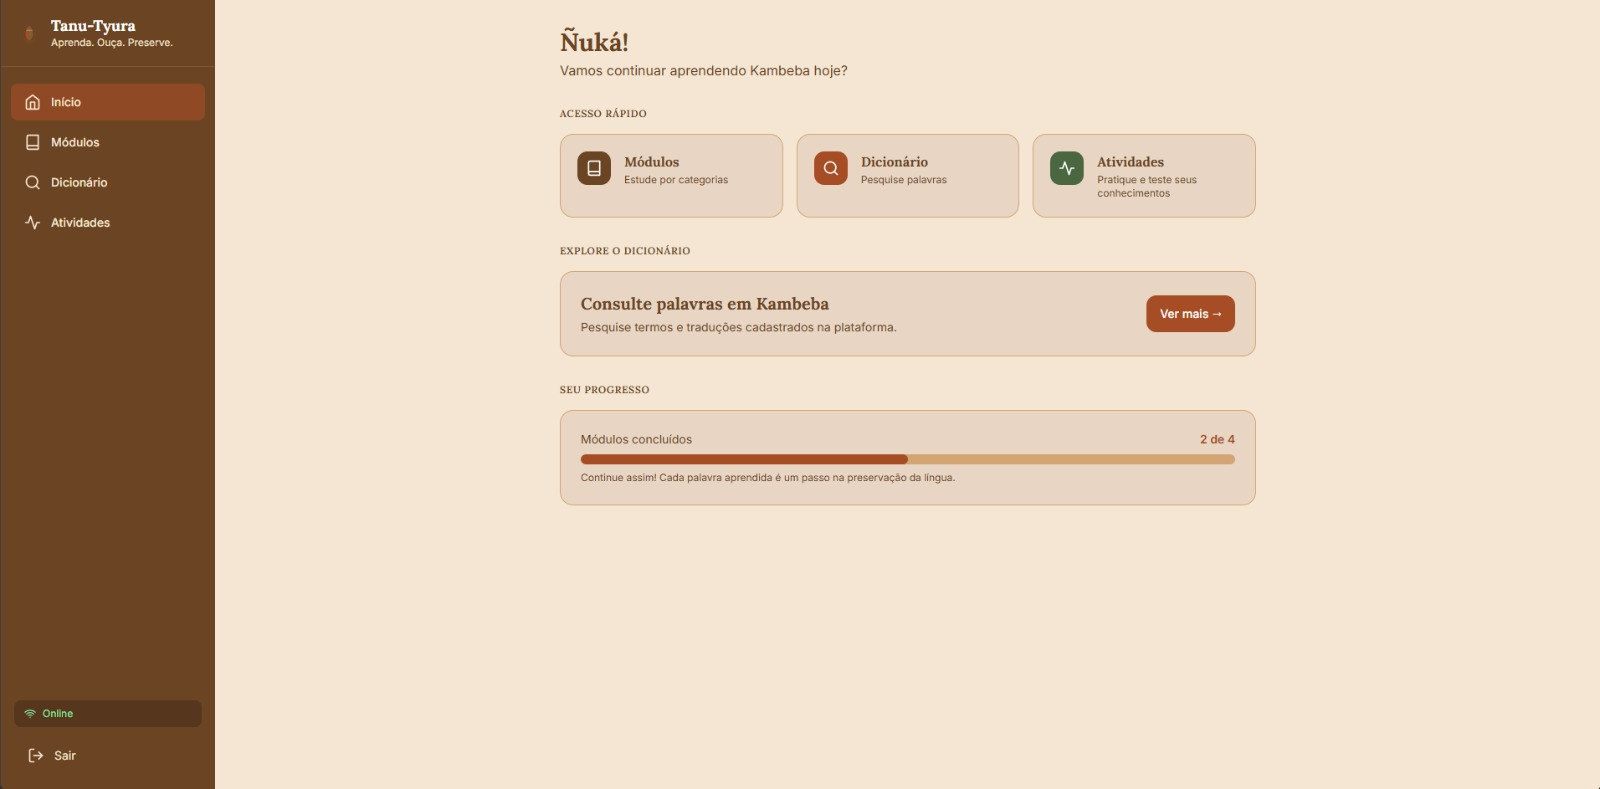 Tanu-Tyura
Aprenda. Ouça. Preserve.
Início
Módulos
Dicionário
Atividades
Online
Sair
Ñuká!
Vamos continuar aprendendo Kambeba hoje?
ACESSO RÁPIDO
Módulos
Estude por categorias
Dicionário
Pesquise palavras
Atividades
Pratique e teste seus
conhecimentos
EXPLORE O DICIONÁRIO
Consulte palavras em Kambeba
Pesquise termos e traduções cadastrados na plataforma.
Ver mais →
SEU PROGRESSO
Módulos concluídos
2 de 4
Continue assim! Cada palavra aprendida é um passo na preservação da língua.